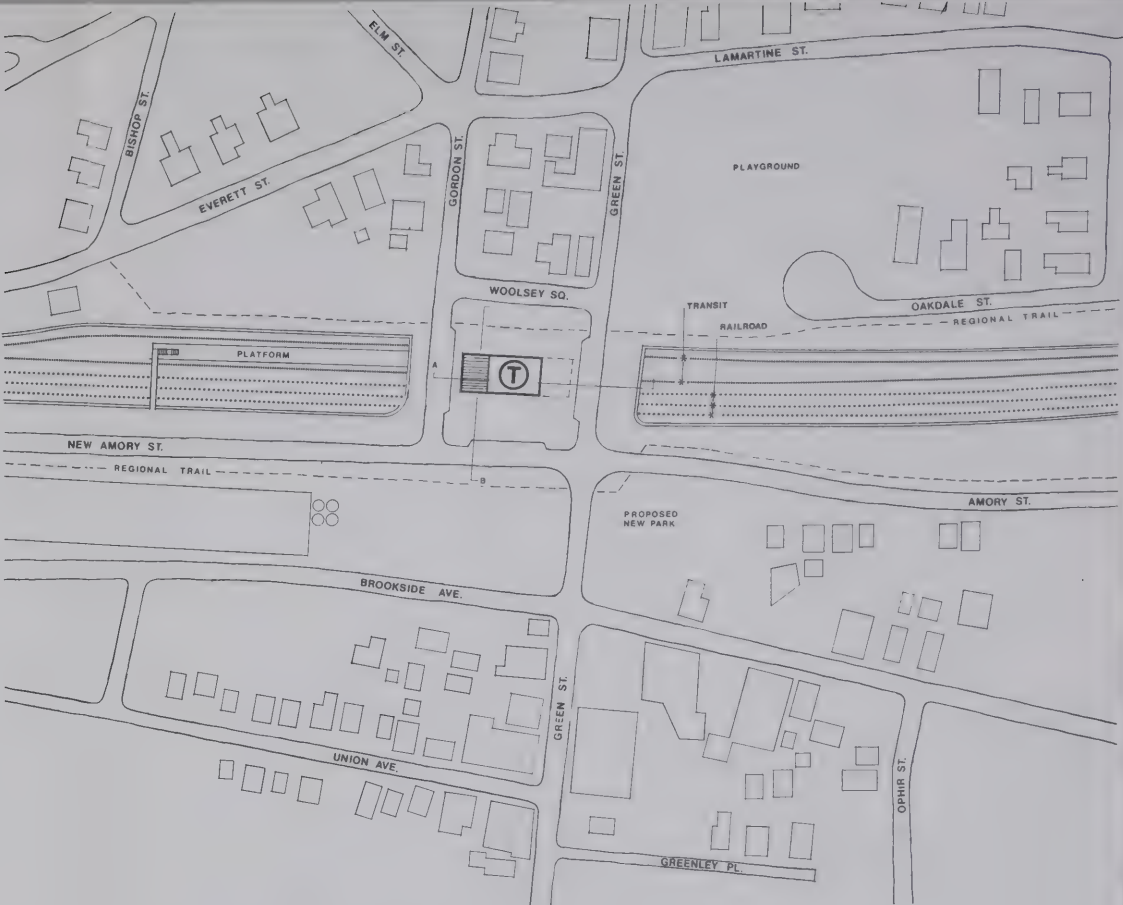 ELM ST.
LAMARTINE ST.
BISHOP ST.
EVERETT ST.
GORDON ST.
GREEN ST.
PLAYGROUND
WOOLSEY SQ.
OAKDALE ST.
TRANSIT
REGIONAL TRAIL
RAILROAD
PLATFORM
A
T
NEW AMORY ST.
REGIONAL TRAIL
B
AMORY ST.
PROPOSED
NEW PARK
BROOKSIDE AVE.
GREEN ST.
UNION AVE.
OPHIR ST.
GREENLEY PL.